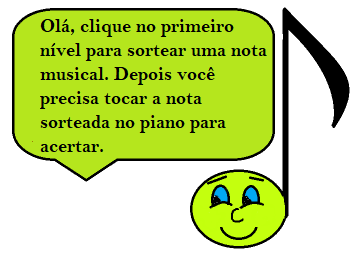 Olá, clique no primeiro
nível para sortear uma nota
musical. Depois você
precisa tocar a nota
sorteada no piano para
acertar.